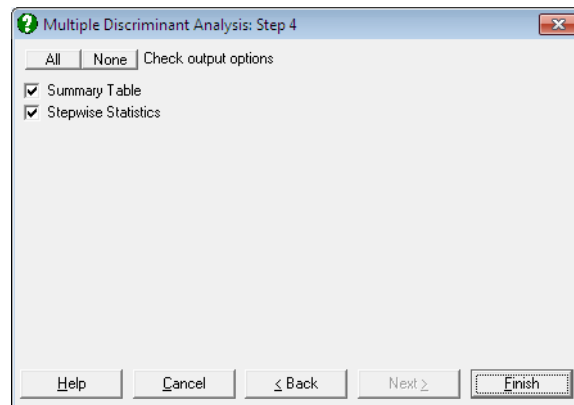 Multiple Discriminant Analysis: Step 4
All None Check output options
Summary Table
Stepwise Statistics
Help Cancel < Back Next > Finish